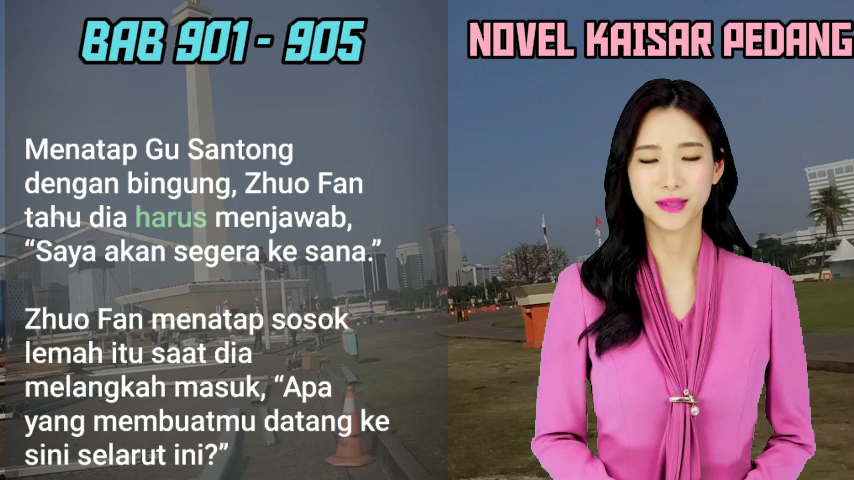 BAB 901 - 905
NOVEL KAISAR PEDANG
Menatap Gu Santong
dengan bingung, Zhuo Fan
tahu dia harus menjawab,
“Saya akan segera ke sana.”
Zhuo Fan menatap sosok
lemah itu saat dia
melangkah masuk, “Apa
yang membuatmu datang ke
sini selarut ini?”